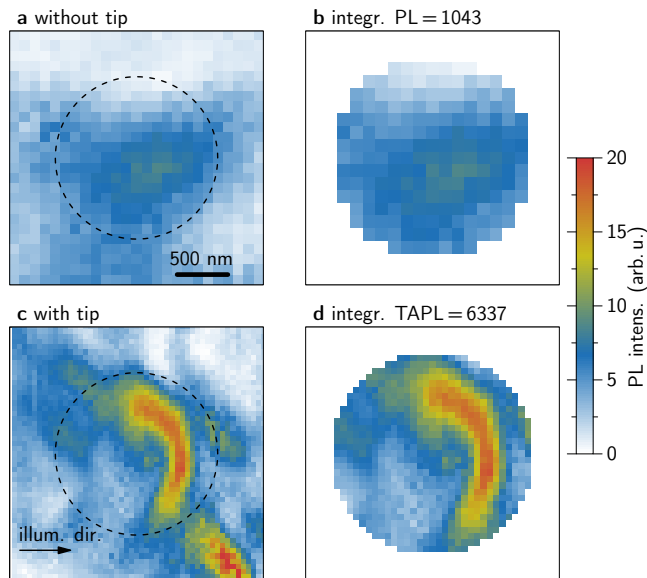 a without tip
b integr. PL = 1043
500 nm
20
15
10
5
0
PL intens. (arb. u.)
c with tip
d integr. TAPL = 6337
illum. dir.